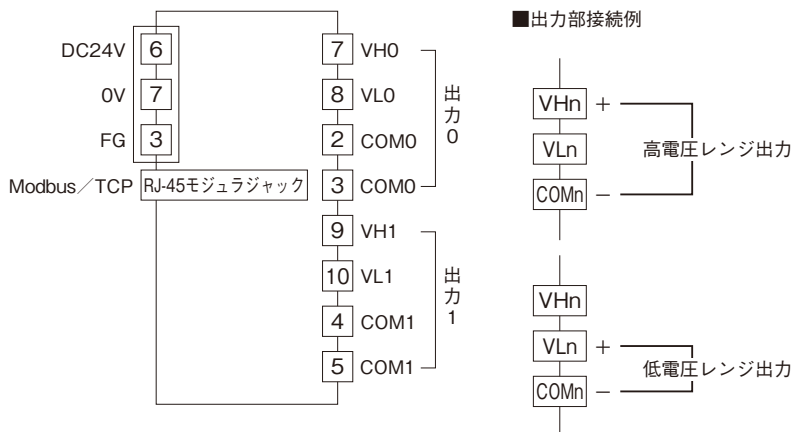 DC24V 6
0V 7
FG 3
Modbus／TCP RJ-45モジュラジャック
7 VH0
8 VL0
2 COM0
3 COM0
出力0
9 VH1
10 VL1
4 COM1
5 COM1
出力1
■出力部接続例
VHn +
VLn
COMn −
高電圧レンジ出力
VHn
VLn +
COMn −
低電圧レンジ出力